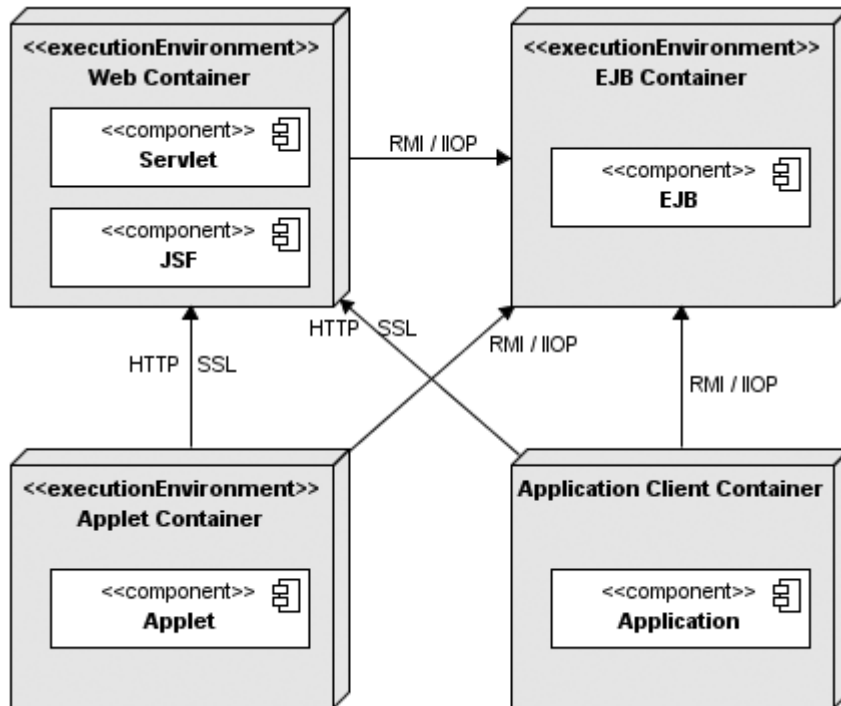 <<executionEnvironment>>
Web Container
<<component>>
Servlet
<<component>>
JSF
RMI / IIOP
<<executionEnvironment>>
EJB Container
<<component>>
EJB
HTTP SSL
HTTP SSL
RMI / IIOP
RMI / IIOP
<<executionEnvironment>>
Applet Container
<<component>>
Applet
Application Client Container
<<component>>
Application